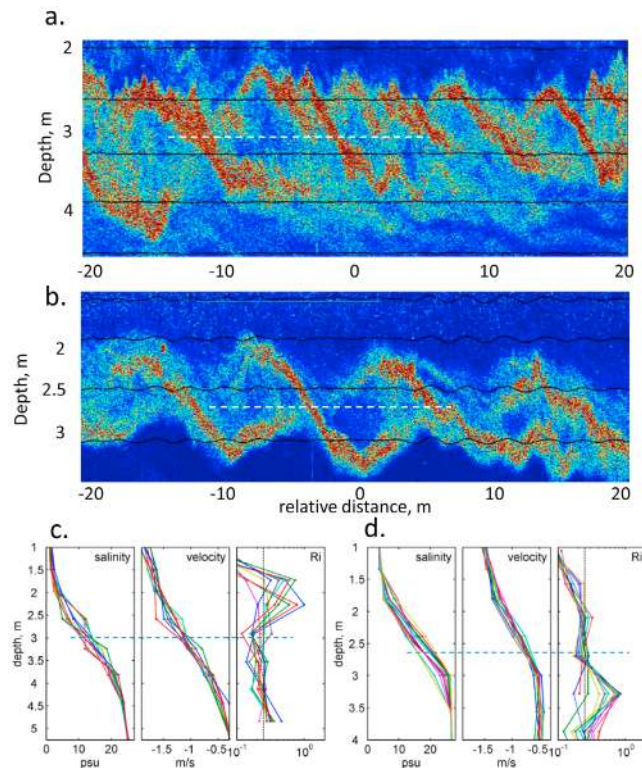 a.
2
3
4
Depth, m
-20 -10 0 10 20
b.
2
2.5
3
Depth, m
-20 -10 0 10 20
relative distance, m
c.
salinity velocity Ri
1
1.5
2
2.5
3
3.5
4
4.5
5
depth, m
0 20 -1.5 -1 -0.5 10⁻¹ 10⁰
psu m/s
d.
salinity velocity Ri
1
1.5
2
2.5
3
3.5
4
depth, m
0 20 -1.5 -1 -0.5 10⁻¹ 10⁰
psu m/s